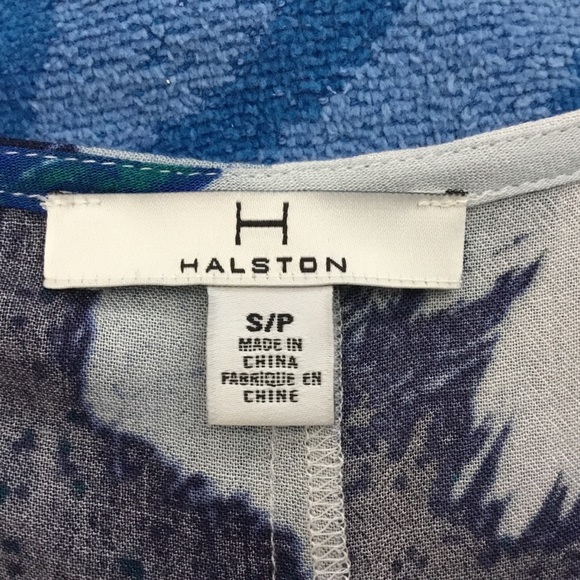 H
HALSTON
S/P
MADE IN
CHINA
FABRIQUE EN
CHINE